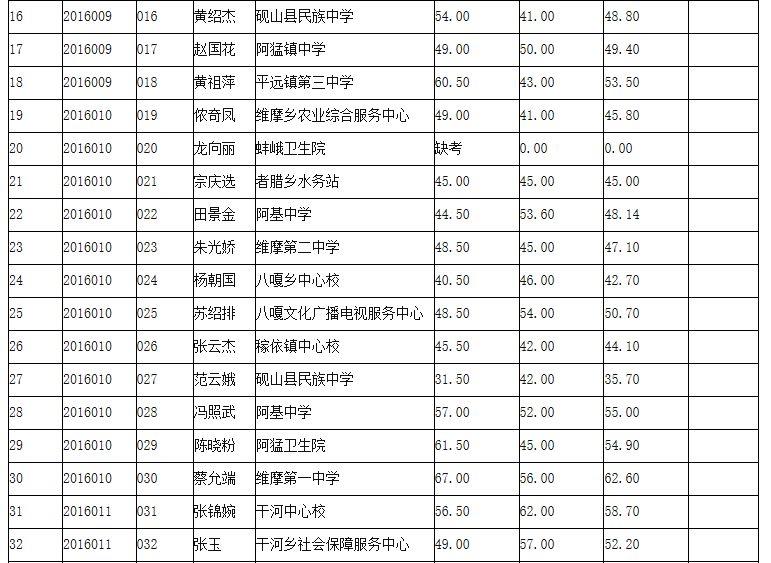 16 2016009 016 黄绍杰 砚山县民族中学 54.00 41.00 48.80
17 2016009 017 赵国花 阿猛镇中学 49.00 50.00 49.40
18 2016009 018 黄祖萍 平远镇第三中学 60.50 43.00 53.50
19 2016010 019 侬奇凤 维摩乡农业综合服务中心 49.00 41.00 45.80
20 2016010 020 龙向丽 蚌峨卫生院 缺考 0.00 0.00
21 2016010 021 宗庆选 者腊乡水务站 45.00 45.00 45.00
22 2016010 022 田景金 阿基中学 44.50 53.60 48.14
23 2016010 023 朱光娇 维摩第二中学 48.50 45.00 47.10
24 2016010 024 杨朝国 八嘎乡中心校 40.50 46.00 42.70
25 2016010 025 苏绍排 八嘎文化广播电视服务中心 48.50 54.00 50.70
26 2016010 026 张云杰 稼依镇中心校 45.50 42.00 44.10
27 2016010 027 范云娥 砚山县民族中学 31.50 42.00 35.70
28 2016010 028 冯照武 阿基中学 57.00 52.00 55.00
29 2016010 029 陈晓粉 阿猛卫生院 61.50 45.00 54.90
30 2016010 030 蔡允端 维摩第一中学 67.00 56.00 62.60
31 2016011 031 张锦婉 干河中心校 56.50 62.00 58.70
32 2016011 032 张玉 干河乡社会保障服务中心 49.00 57.00 52.20